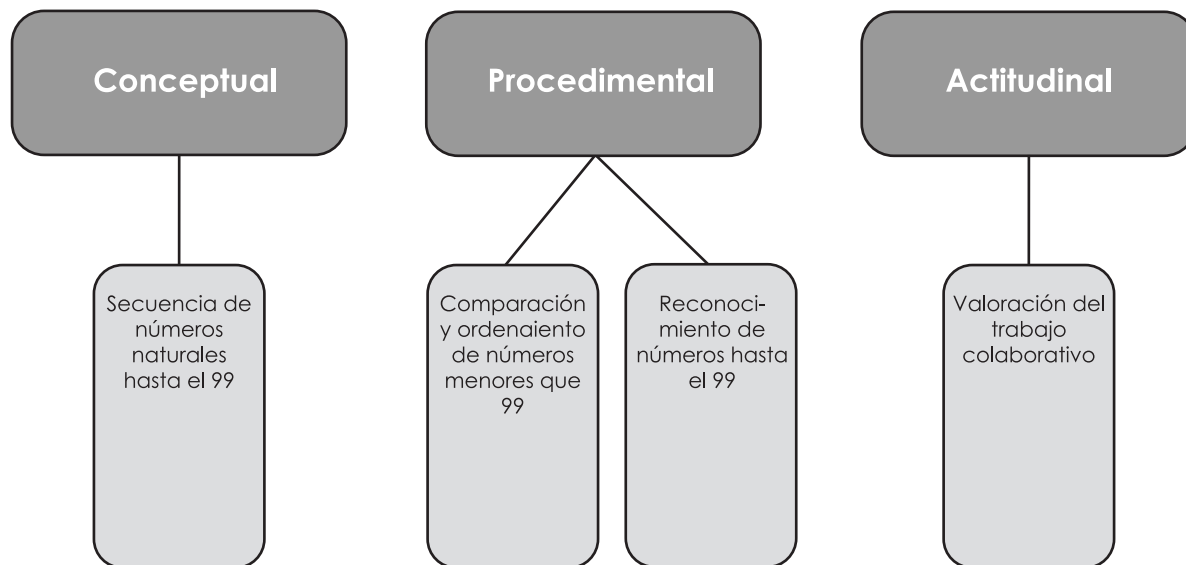 Conceptual
Procedimental
Actitudinal
Secuencia de
números
naturales
hasta el 99
Comparación
y ordenaiento
de números
menores que
99
Reconoci-
miento de
números hasta
el 99
Valoración del
trabajo
colaborativo